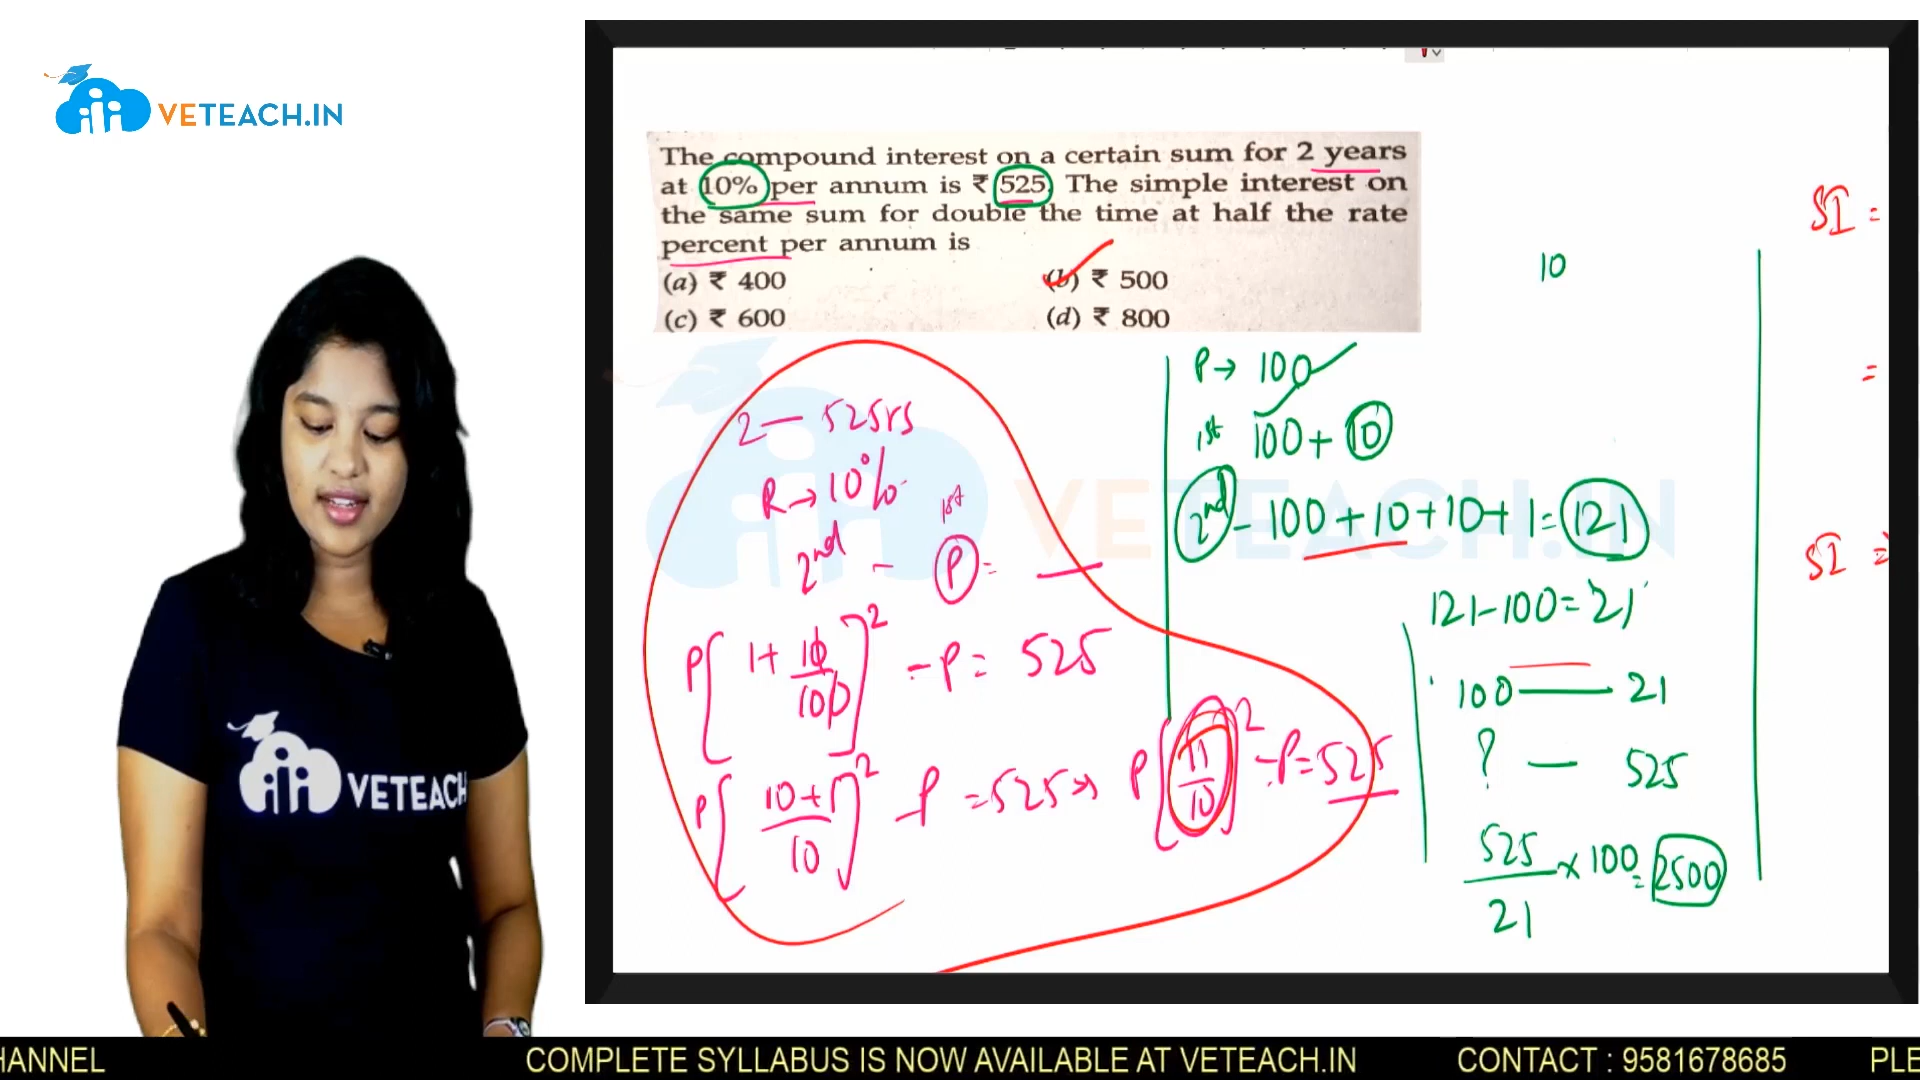 VETEACH.IN
The compound interest on a certain sum for 2 years
at 10% per annum is ₹ 525. The simple interest on
the same sum for double the time at half the rate
percent per annum is
(a) ₹ 400
(b) ₹ 500
(c) ₹ 600
(d) ₹ 800
2 — 525rs
R → 10%
1st
2nd - P =
P[1 + 10/100]² - P = 525
P[10+1/10]² - P = 525 → P[11/10]² - P = 525
P → 100
1st 100 + 10
2nd - 100 + 10 + 10 + 1 = 121
121 - 100 = 21
100 — 21
? — 525
525/21 × 100 = 2500
10
SI =
=
SI =
VETEACH.IN
VETEACH
HANNEL COMPLETE SYLLABUS IS NOW AVAILABLE AT VETEACH.IN CONTACT : 9581678685 PLE